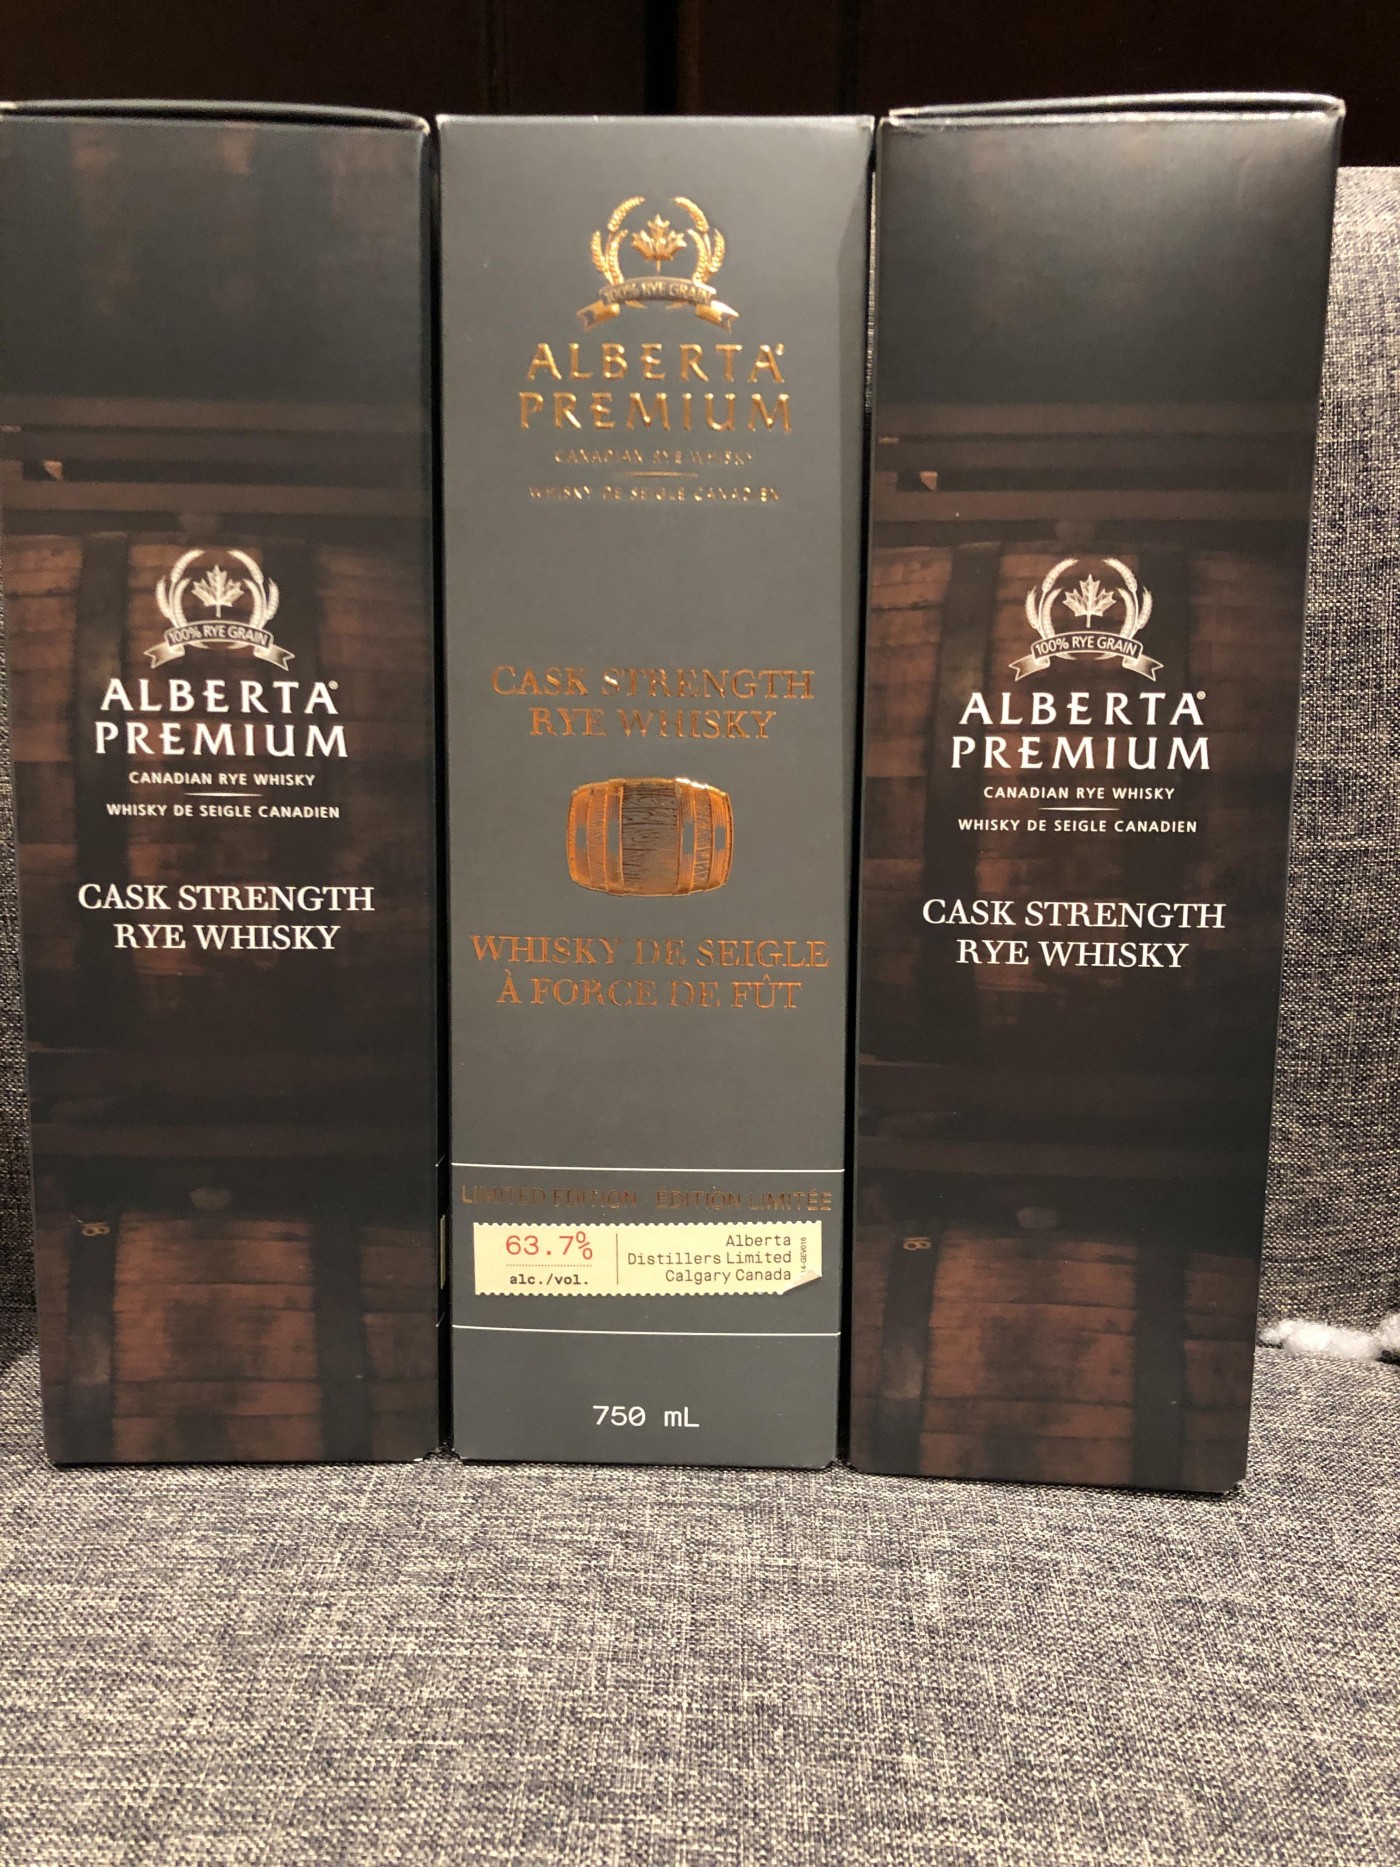 100% RYE GRAIN
ALBERTA®
PREMIUM
CANADIAN RYE WHISKY
WHISKY DE SEIGLE CANADIEN
CASK STRENGTH
RYE WHISKY
100% RYE GRAIN
ALBERTA®
PREMIUM
CANADIAN RYE WHISKY
WHISKY DE SEIGLE CANADIEN
CASK STRENGTH
RYE WHISKY
WHISKY DE SEIGLE
À FORCE DE FÛT
LIMITED EDITION ÉDITION LIMITÉE
63.7%
alc./vol.
Alberta
Distillers Limited
Calgary Canada
750 mL
100% RYE GRAIN
ALBERTA®
PREMIUM
CANADIAN RYE WHISKY
WHISKY DE SEIGLE CANADIEN
CASK STRENGTH
RYE WHISKY